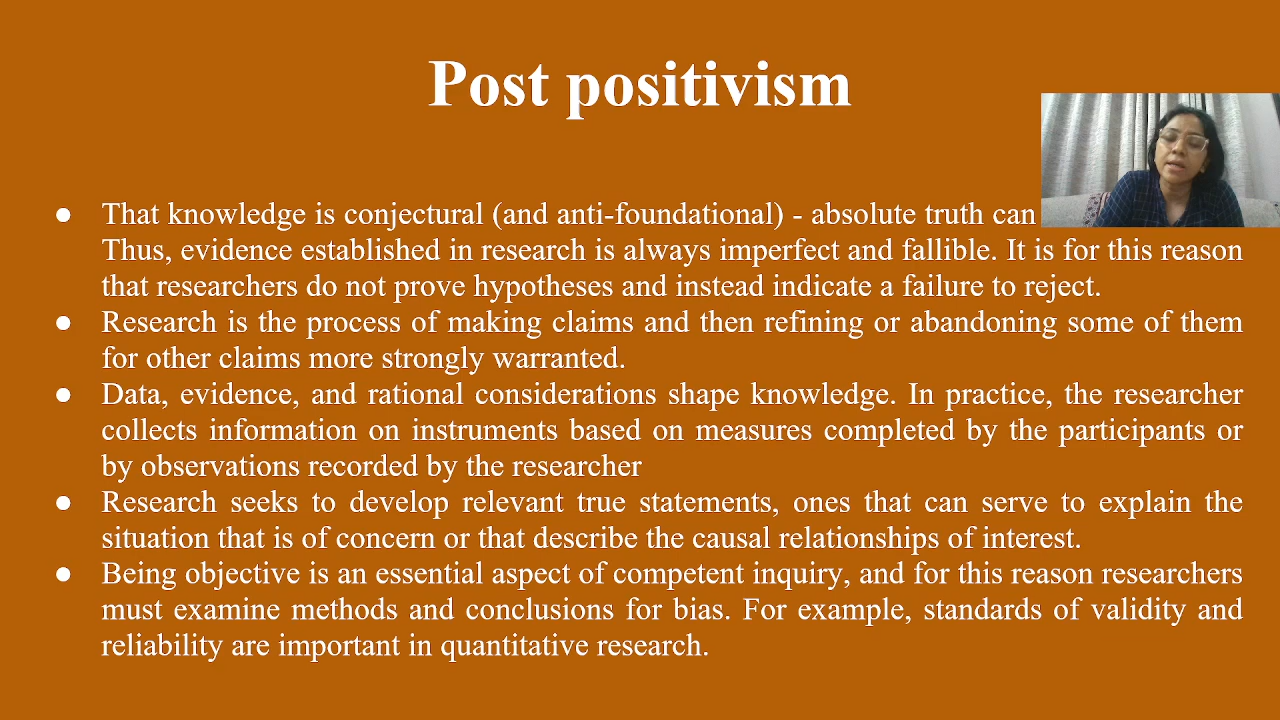 Post positivism
● That knowledge is conjectural (and anti-foundational) - absolute truth can
Thus, evidence established in research is always imperfect and fallible. It is for this reason
that researchers do not prove hypotheses and instead indicate a failure to reject.
● Research is the process of making claims and then refining or abandoning some of them
for other claims more strongly warranted.
● Data, evidence, and rational considerations shape knowledge. In practice, the researcher
collects information on instruments based on measures completed by the participants or
by observations recorded by the researcher
● Research seeks to develop relevant true statements, ones that can serve to explain the
situation that is of concern or that describe the causal relationships of interest.
● Being objective is an essential aspect of competent inquiry, and for this reason researchers
must examine methods and conclusions for bias. For example, standards of validity and
reliability are important in quantitative research.